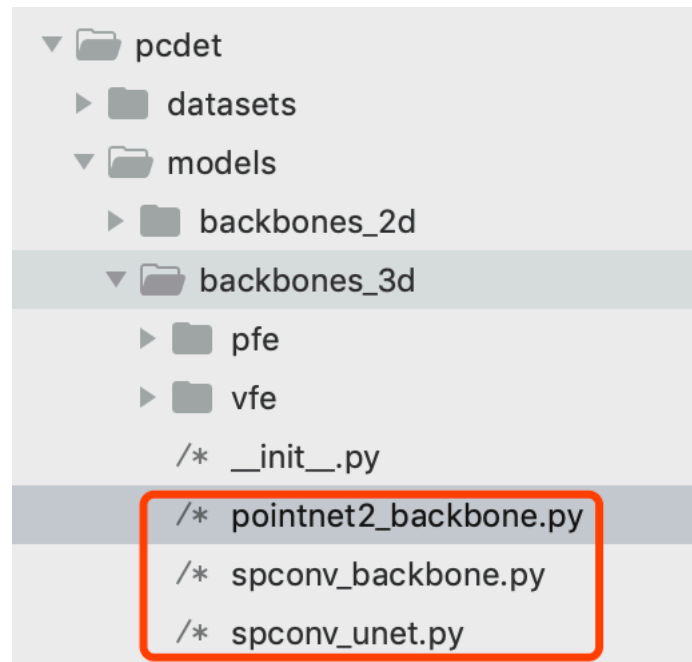 pcdet
datasets
models
backbones_2d
backbones_3d
pfe
vfe
/* __init__.py
/* pointnet2_backbone.py
/* spconv_backbone.py
/* spconv_unet.py